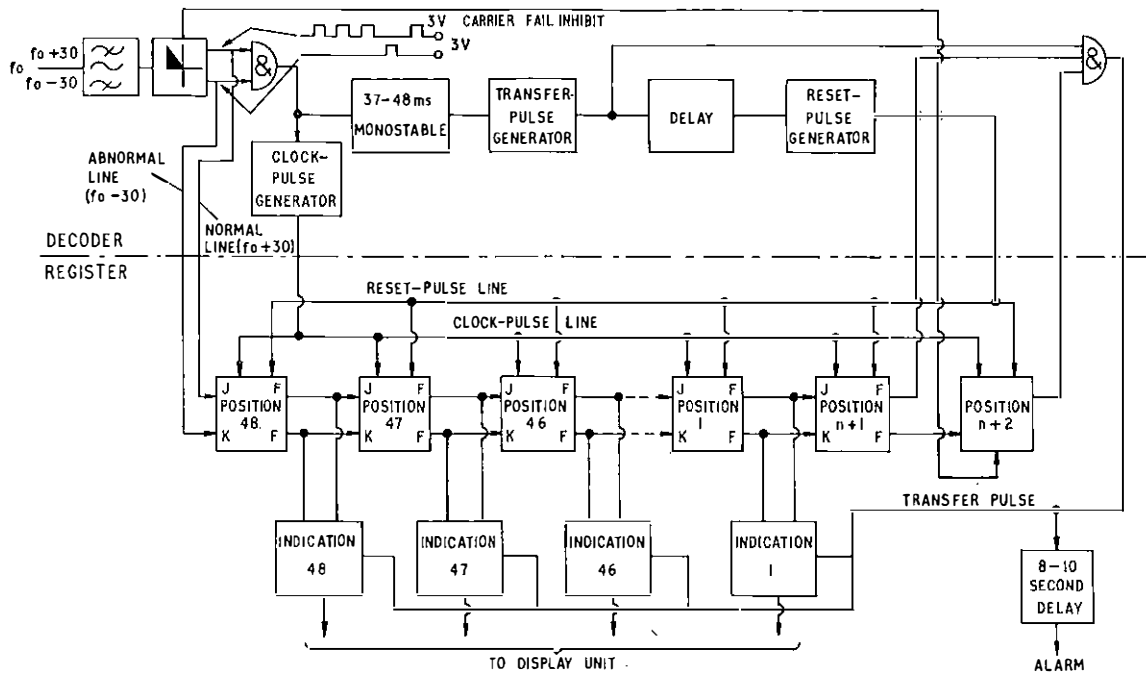 3V CARRIER FAIL INHIBIT
3V
fo+30
fo
fo-30
&
&
37-48ms
MONOSTABLE
TRANSFER-
PULSE
GENERATOR
DELAY
RESET-
PULSE
GENERATOR
ABNORMAL
LINE
(fo-30)
CLOCK-
PULSE
GENERATOR
NORMAL
LINE(fo+30)
DECODER
REGISTER
RESET-PULSE LINE
CLOCK-PULSE LINE
J F
POSITION
48.
K F
J F
POSITION
47
K F
J F
POSITION
46
K F
J F
POSITION
1
K F
J F
POSITION
n+1
K F
POSITION
n+2
TRANSFER PULSE
INDICATION
48
INDICATION
47
INDICATION
46
INDICATION
1
8-10
SECOND
DELAY
TO DISPLAY UNIT
ALARM